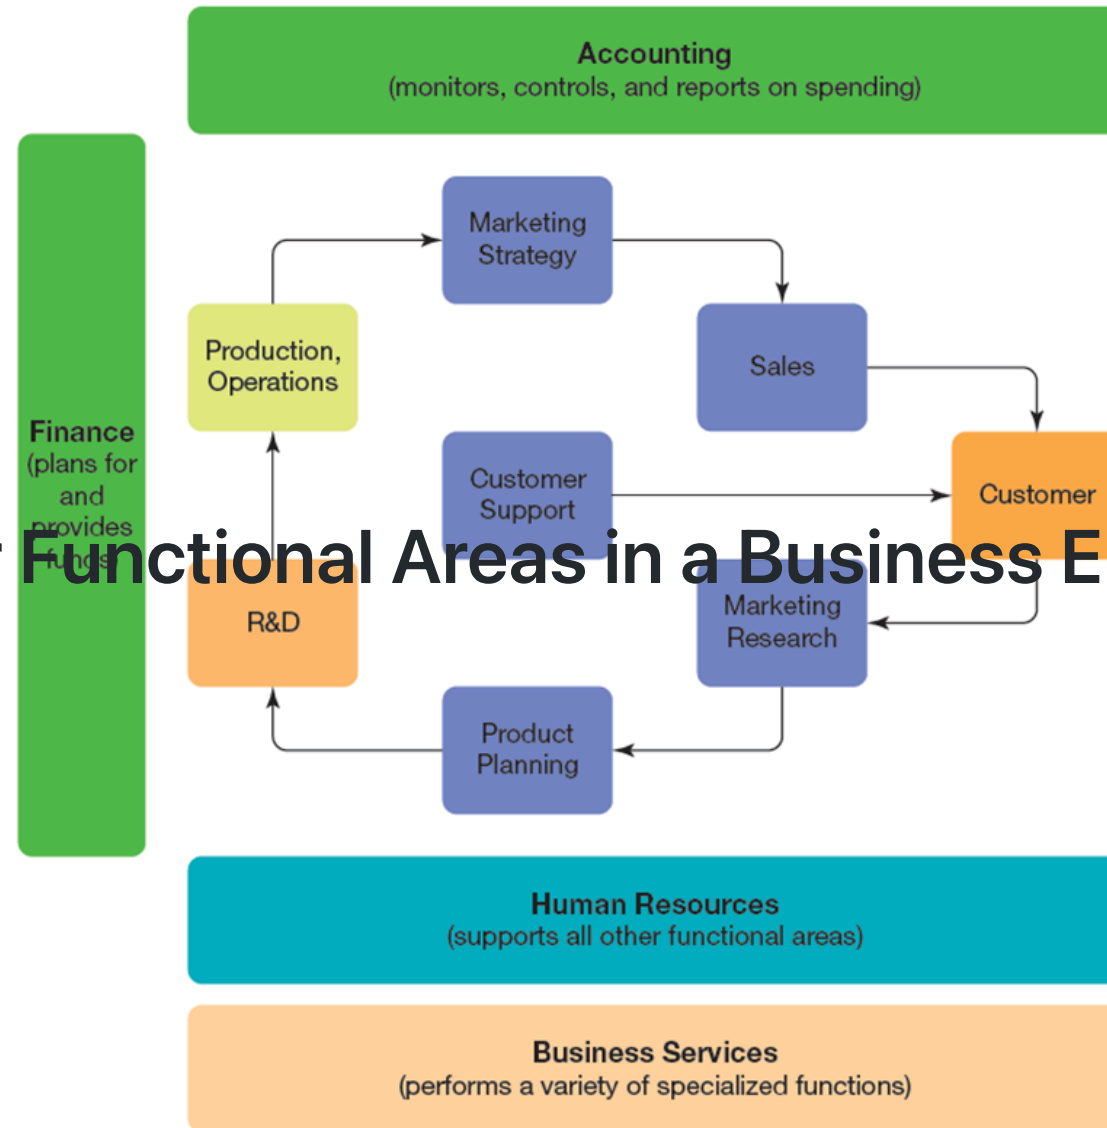 Accounting
(monitors, controls, and reports on spending)
Marketing
Strategy
Production,
Operations
Sales
Finance
(plans for
and
provides
funds)
Customer
Support
Customer
Functional Areas in a Business E
R&D
Marketing
Research
Product
Planning
Human Resources
(supports all other functional areas)
Business Services
(performs a variety of specialized functions)